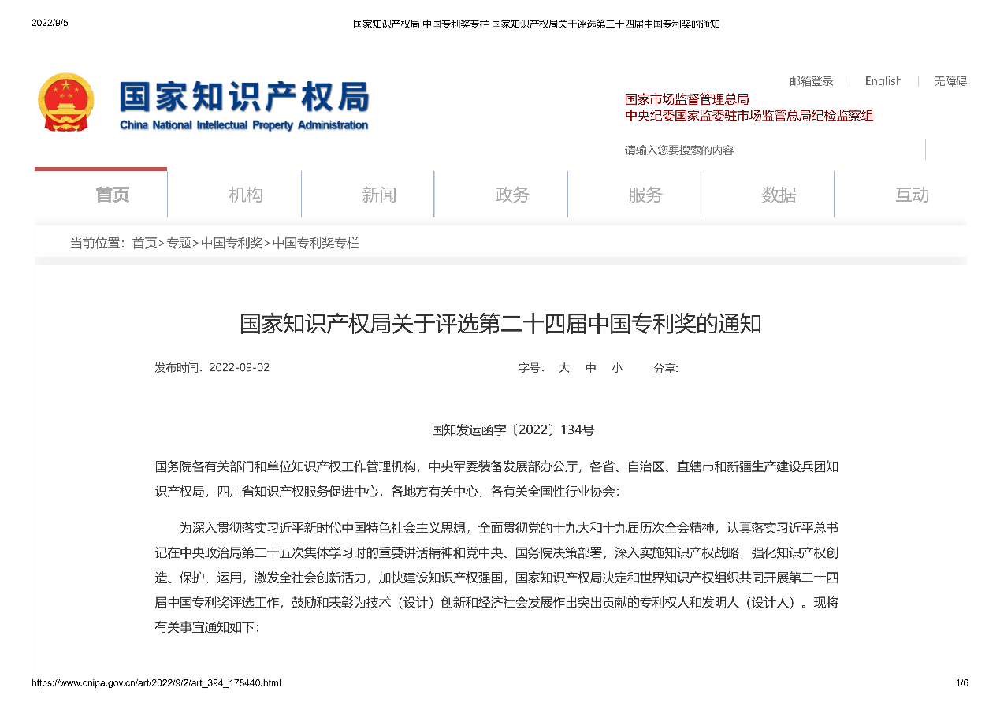 2022/9/5
国家知识产权局 中国专利奖专栏 国家知识产权局关于评选第二十四届中国专利奖的通知
国家知识产权局
China National Intellectual Property Administration
邮箱登录 English 无障碍
国家市场监督管理总局
中央纪委国家监委驻市场监管总局纪检监察组
请输入您要搜索的内容
首页 机构 新闻 政务 服务 数据 互动
当前位置：首页>专题>中国专利奖>中国专利奖专栏
国家知识产权局关于评选第二十四届中国专利奖的通知
发布时间：2022-09-02 字号： 大 中 小 分享:
国知发运函字〔2022〕134号
国务院各有关部门和单位知识产权工作管理机构，中央军委装备发展部办公厅，各省、自治区、直辖市和新疆生产建设兵团知
识产权局，四川省知识产权服务促进中心，各地方有关中心，各有关全国性行业协会：
为深入贯彻落实习近平新时代中国特色社会主义思想，全面贯彻党的十九大和十九届历次全会精神，认真落实习近平总书
记在中央政治局第二十五次集体学习时的重要讲话精神和党中央、国务院决策部署，深入实施知识产权战略，强化知识产权创
造、保护、运用，激发全社会创新活力，加快建设知识产权强国，国家知识产权局决定和世界知识产权组织共同开展第二十四
届中国专利奖评选工作，鼓励和表彰为技术（设计）创新和经济社会发展作出突出贡献的专利权人和发明人（设计人）。现将
有关事宜通知如下：
https://www.cnipa.gov.cn/art/2022/9/2/art_394_178440.html
1/6